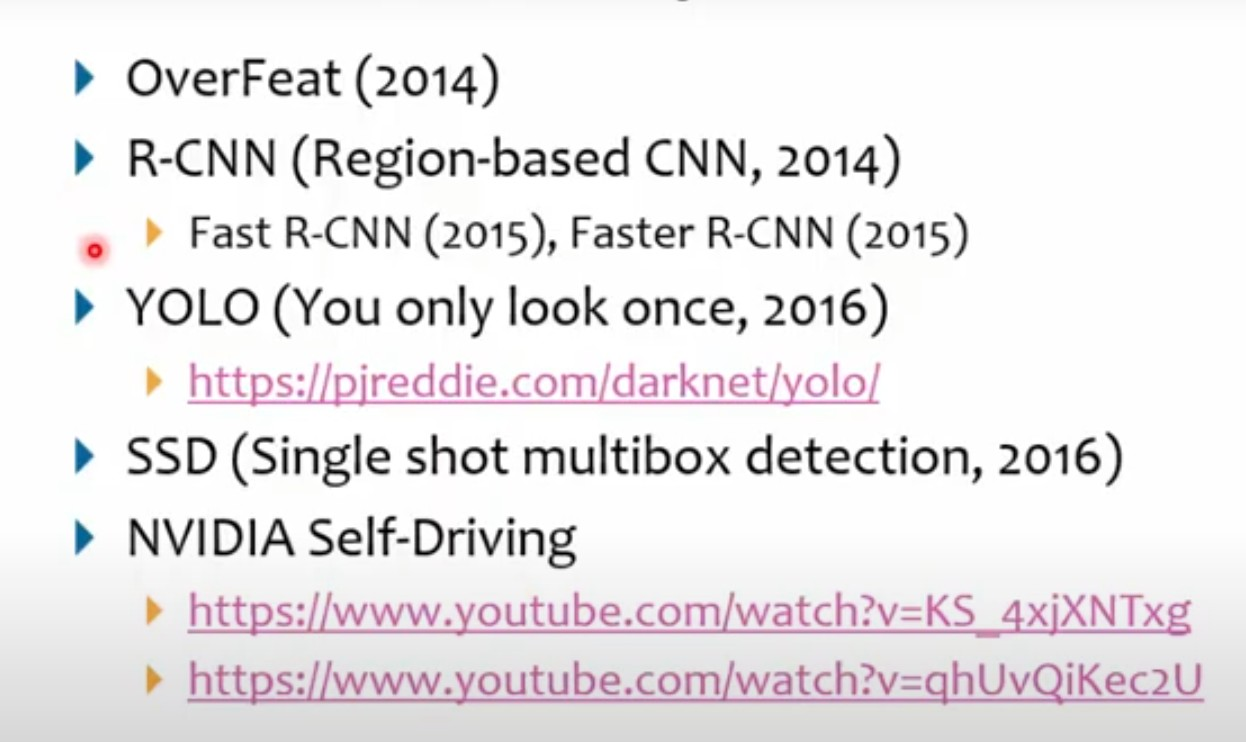 OverFeat (2014)
R-CNN (Region-based CNN, 2014)
Fast R-CNN (2015), Faster R-CNN (2015)
YOLO (You only look once, 2016)
https://pjreddie.com/darknet/yolo/
SSD (Single shot multibox detection, 2016)
NVIDIA Self-Driving
https://www.youtube.com/watch?v=KS_4xjXNTxg
https://www.youtube.com/watch?v=qhUvQiKec2U